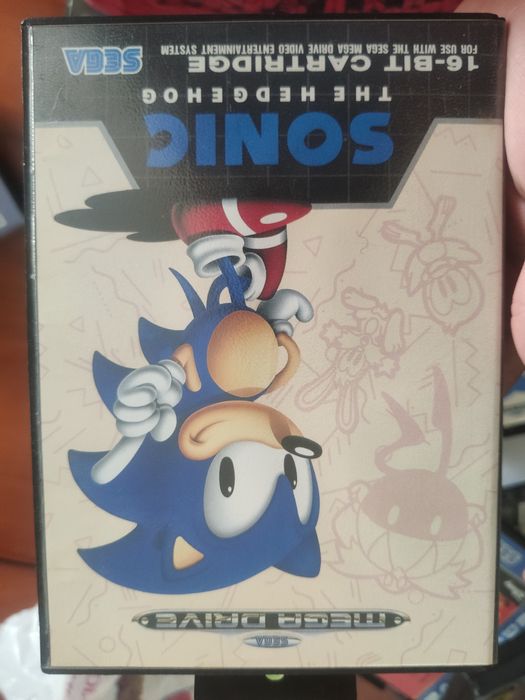 SEGA
MEGA DRIVE
SONIC
THE HEDGEHOG
16-BIT CARTRIDGE
FOR USE WITH THE SEGA MEGA DRIVE VIDEO ENTERTAINMENT SYSTEM
SEGA